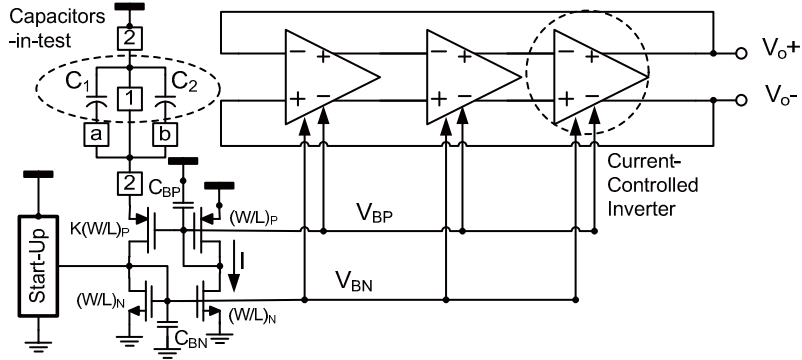 Capacitors
-in-test
2
C1
C2
1
a
b
2
CBP
K(W/L)P
(W/L)P
Start-Up
I
(W/L)N
(W/L)N
CBN
VBP
VBN
− +
+ −
− +
+ −
− +
+ −
Vo+
Vo-
Current-
Controlled
Inverter